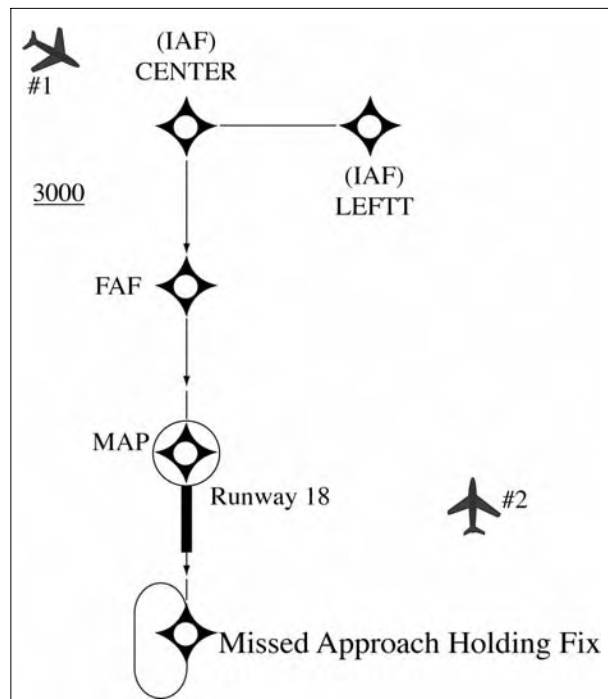 (IAF)
CENTER
#1
(IAF)
LEFTT
3000
FAF
MAP
Runway 18
#2
Missed Approach Holding Fix